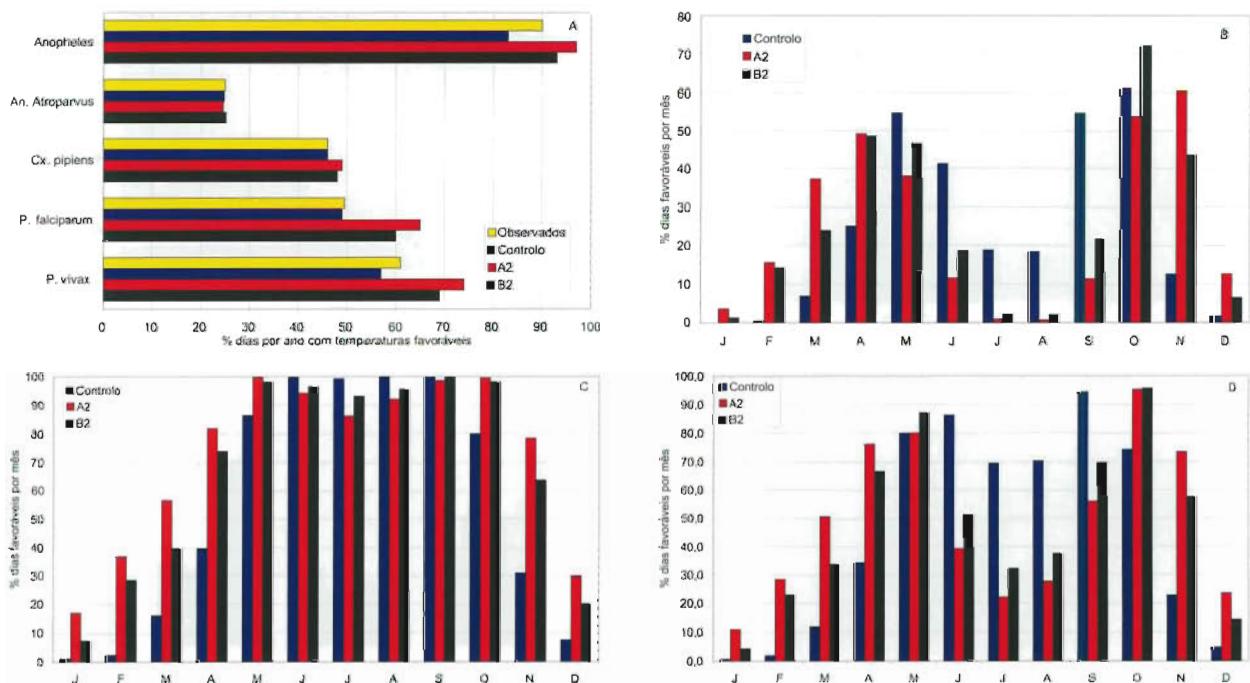 A
Anopheles
An. Atroparvus
Cx. pipiens
P. falciparum
P. vivax
Observados
Controlo
A2
B2
0 10 20 30 40 50 60 70 80 90 100
% dias por ano com temperaturas favoráveis
B
Controlo
A2
B2
% dias favoráveis por mês
80
70
60
50
40
30
20
10
0
J F M A M J J A S O N D
C
Controlo
A2
B2
% dias favoráveis por mês
100
90
80
70
60
50
40
30
20
10
0
J F M A M J J A S O N D
D
Controlo
A2
B2
% dias favoráveis por mês
100,0
90,0
80,0
70,0
60,0
50,0
40,0
30,0
20,0
10,0
0,0
J F M A M J J A S O N D